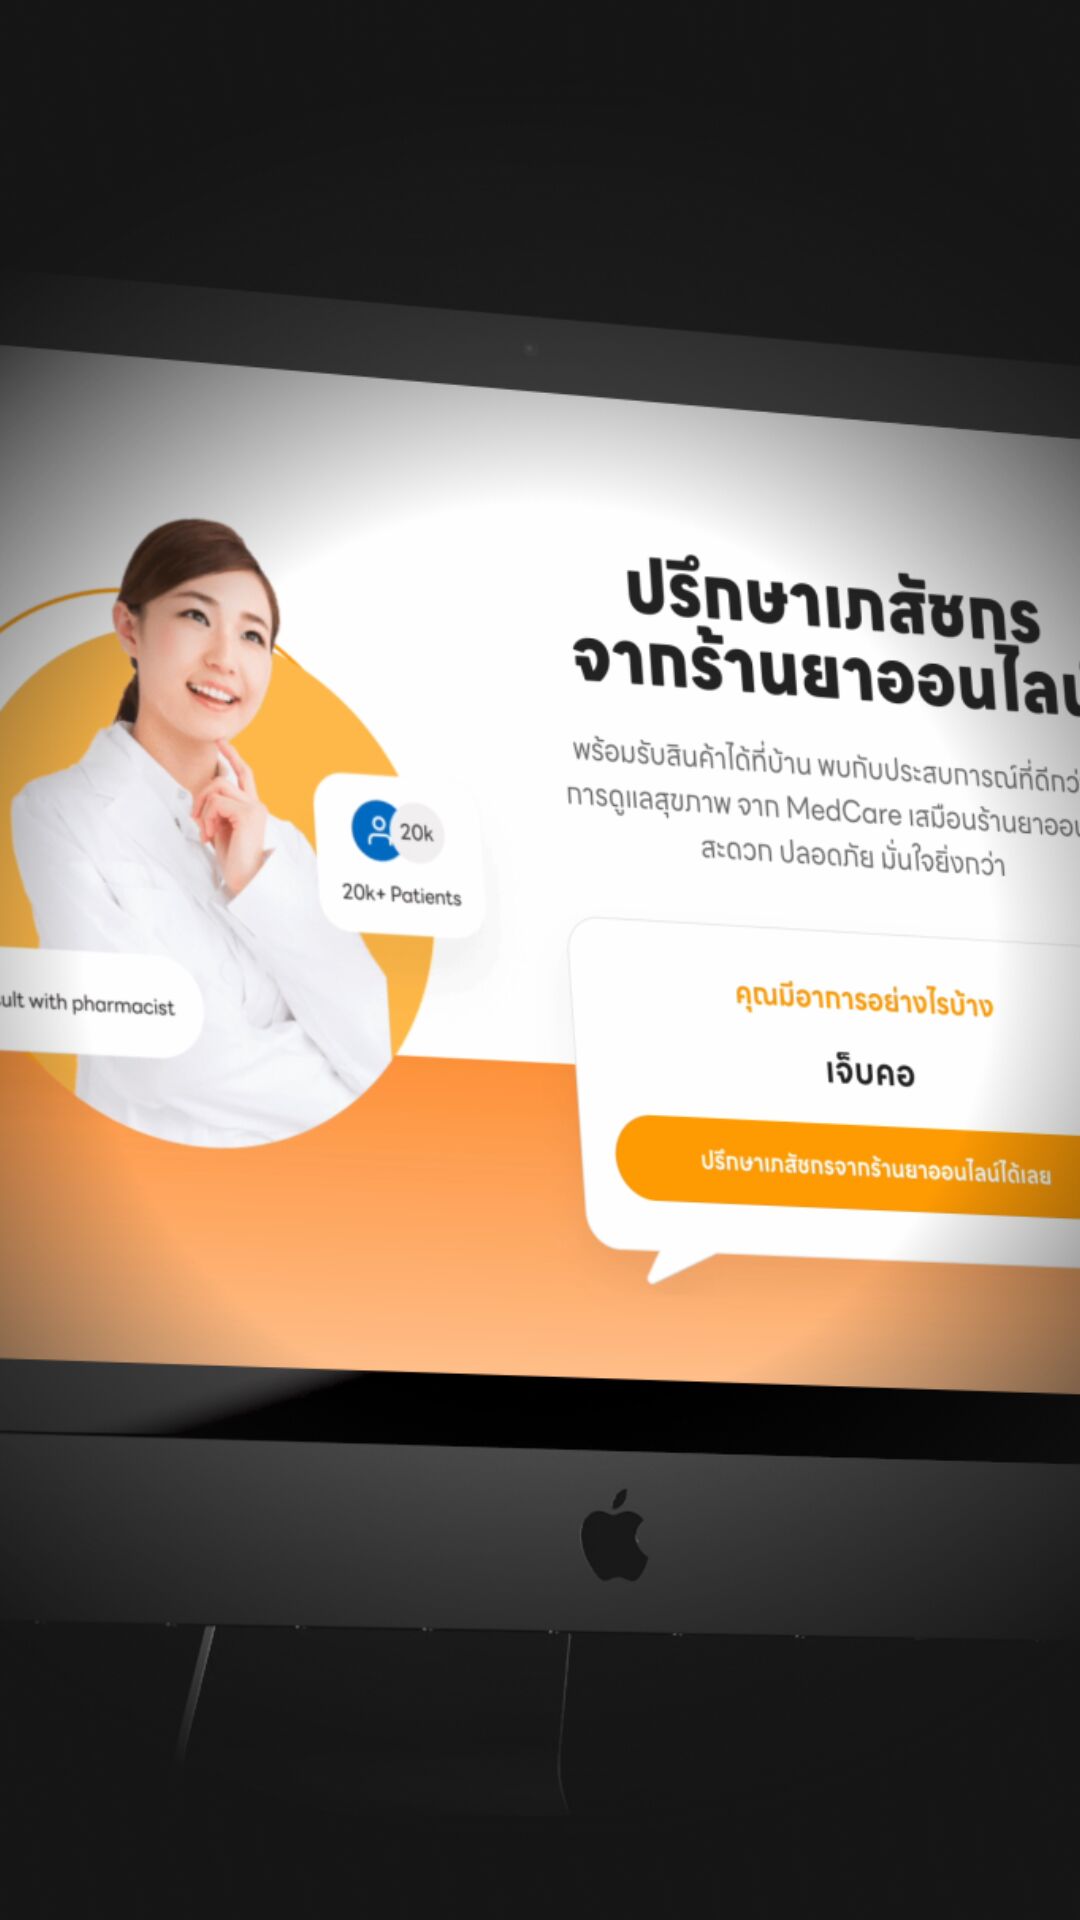 ปรึกษาเภสัชกร
จากร้านยาออนไลน์
พร้อมรับสินค้าได้ที่บ้าน พบกับประสบการณ์ที่ดีกว่า
การดูแลสุขภาพ จาก MedCare เสมือนร้านยาออน
สะดวก ปลอดภัย มั่นใจยิ่งกว่า
20k
20k+ Patients
with pharmacist
คุณมีอาการอย่างไรบ้าง
เจ็บคอ
ปรึกษาเภสัชกรจากร้านยาออนไลน์ได้เลย